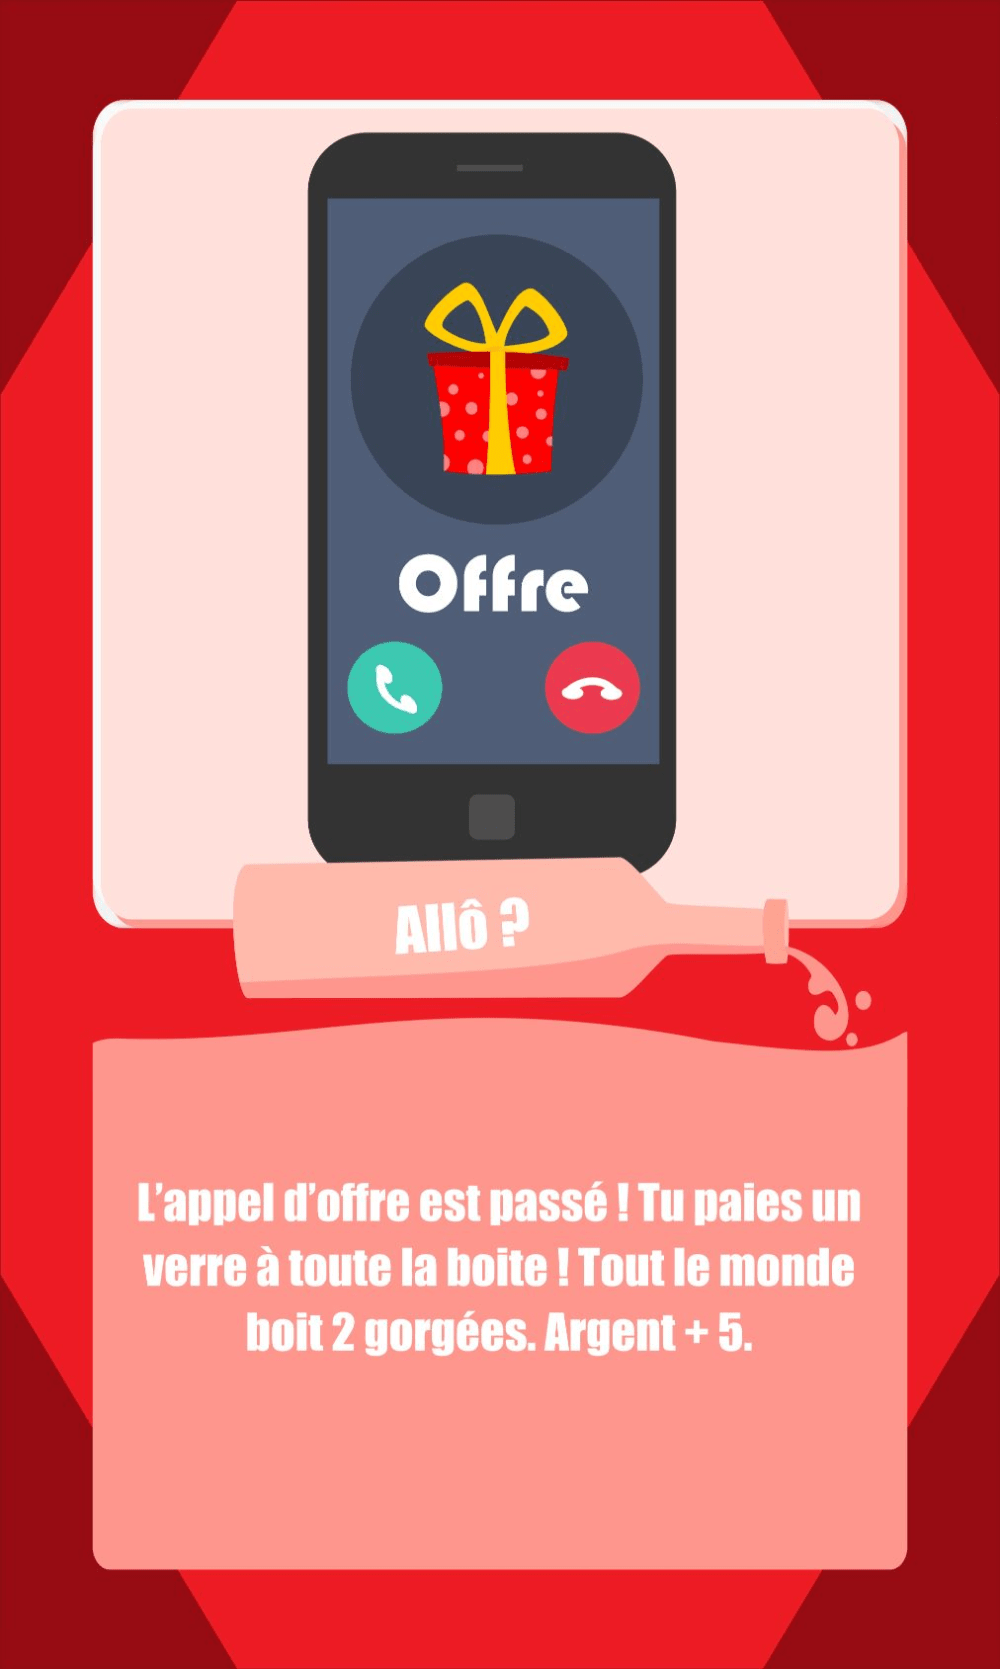 Offre
Allô ?
L’appel d’offre est passé ! Tu paies un
verre à toute la boite ! Tout le monde
boit 2 gorgées. Argent + 5.